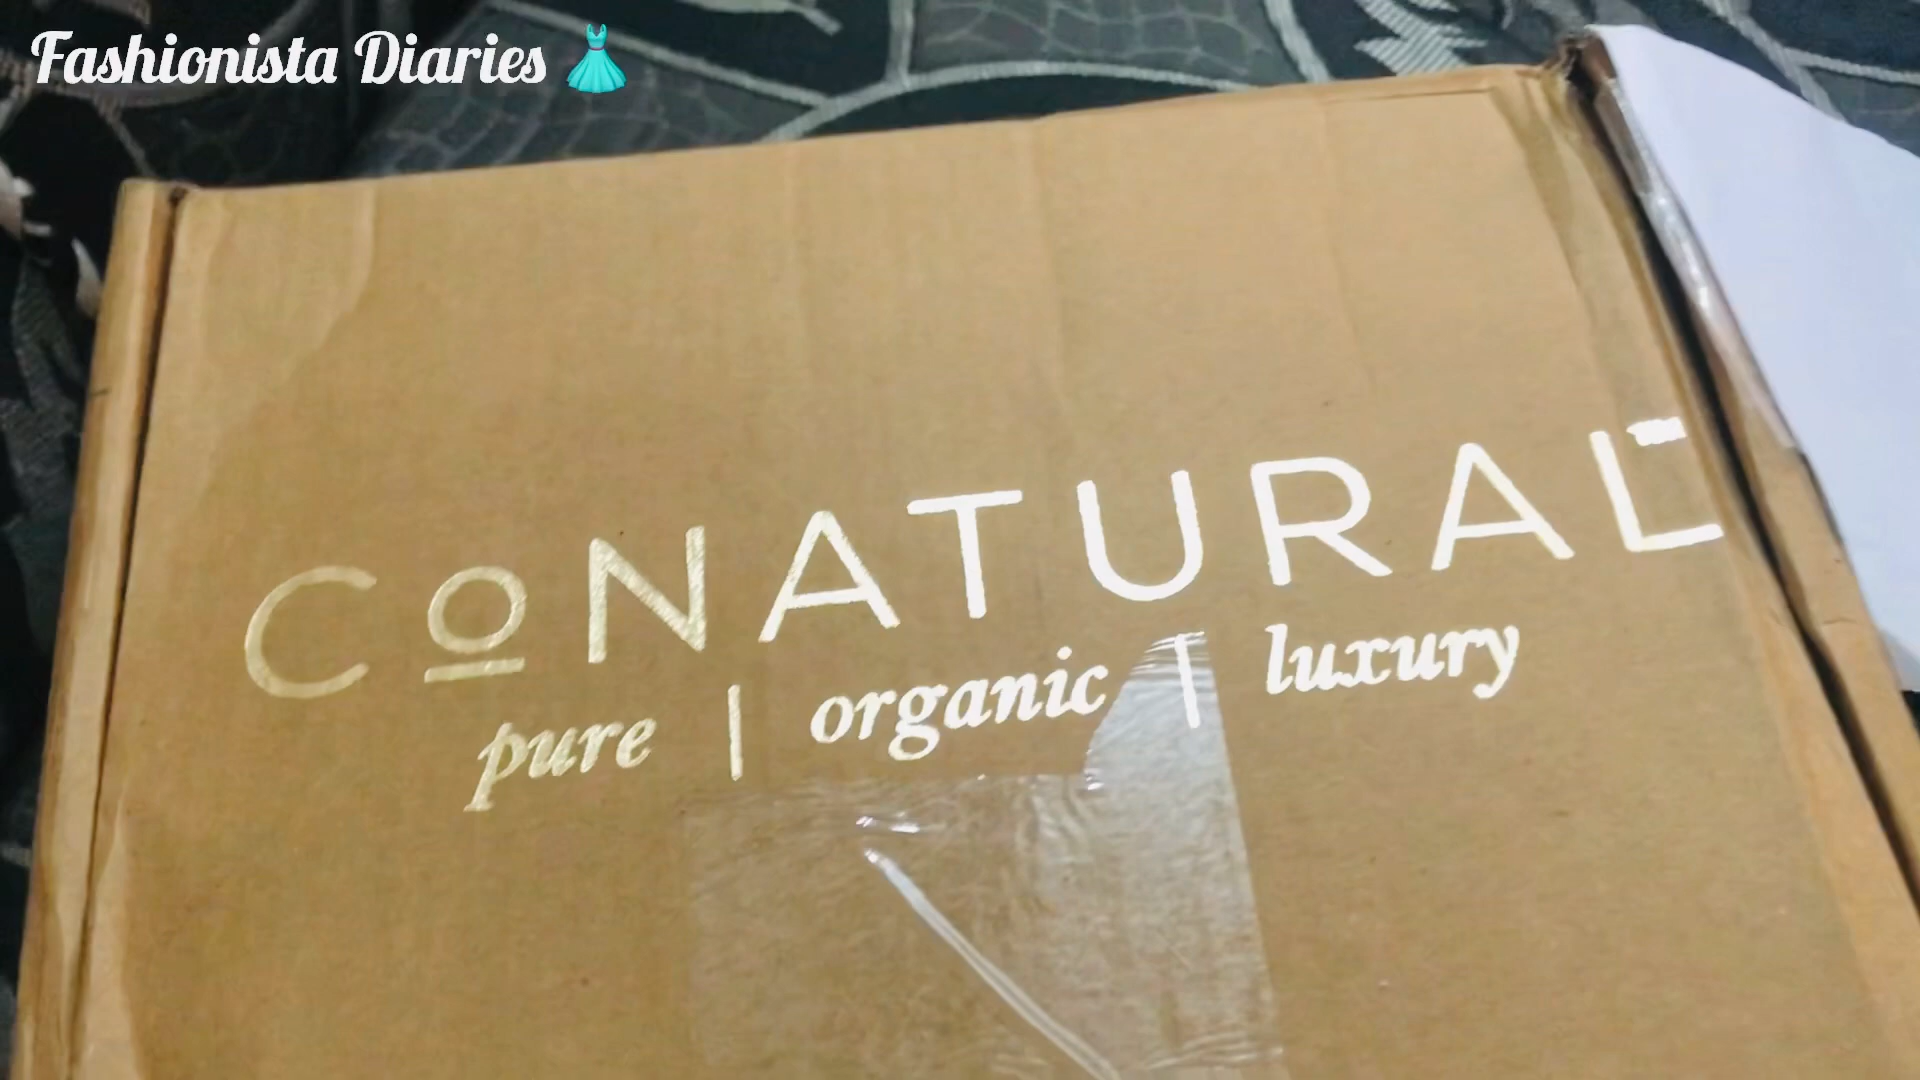 Fashionista Diaries 👗
CoNATURAL
pure | organic | luxury